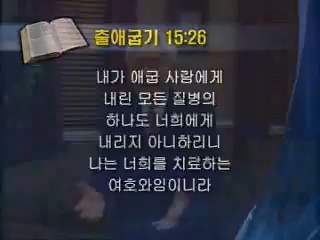 출애굽기 15:26
내가 애굽 사람에게
내린 모든 질병의
하나도 너희에게
내리지 아니하리니
나는 너희를 치료하는
여호와임이니라